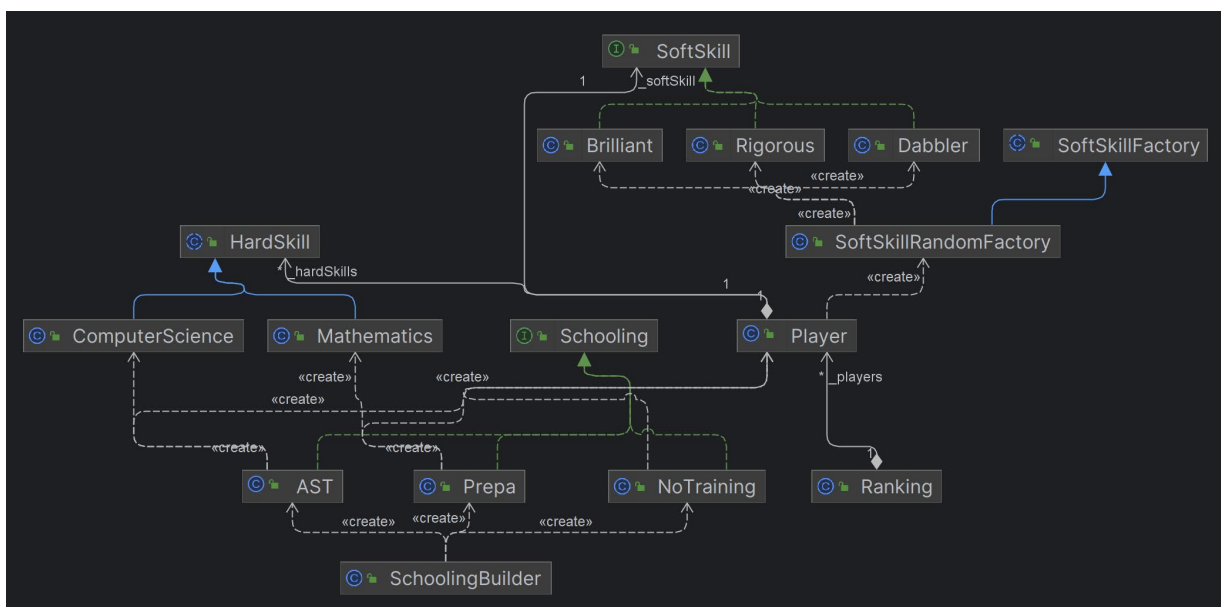 SoftSkill
1 _softSkill
Brilliant Rigorous Dabbler SoftSkillFactory
«create»
«create»
«create»
HardSkill SoftSkillRandomFactory
* _hardSkills «create»
1 1
ComputerScience Mathematics Schooling Player
«create» «create» * _players
«create»
«create» «create» 1
AST Prepa NoTraining Ranking
«create» «create» «create»
SchoolingBuilder